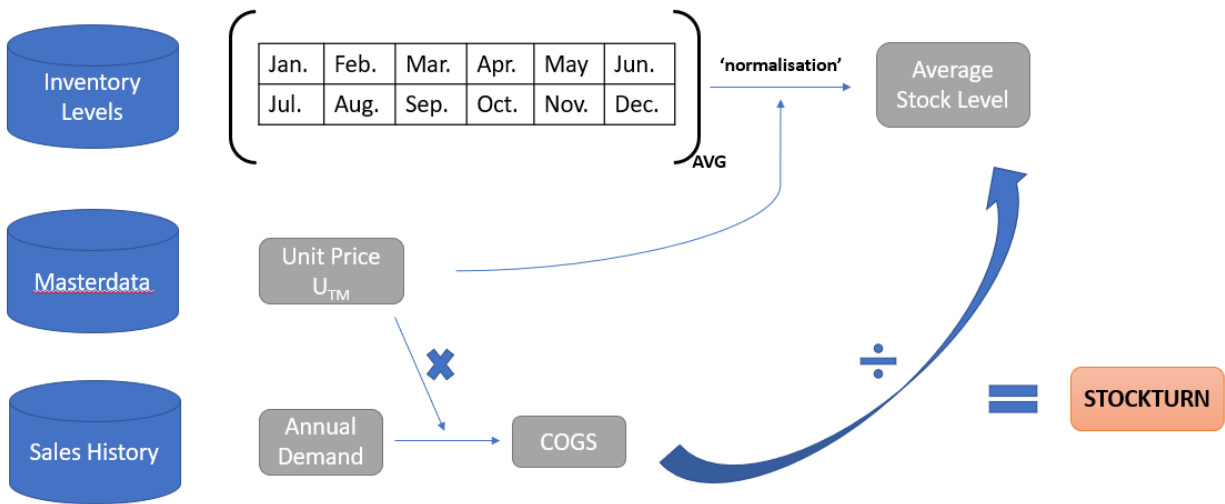 Inventory
Levels
Jan. Feb. Mar. Apr. May Jun.
Jul. Aug. Sep. Oct. Nov. Dec.
AVG
'normalisation'
Average
Stock Level
Masterdata
Unit Price
UTM
Sales History
Annual
Demand
COGS
÷
=
STOCKTURN